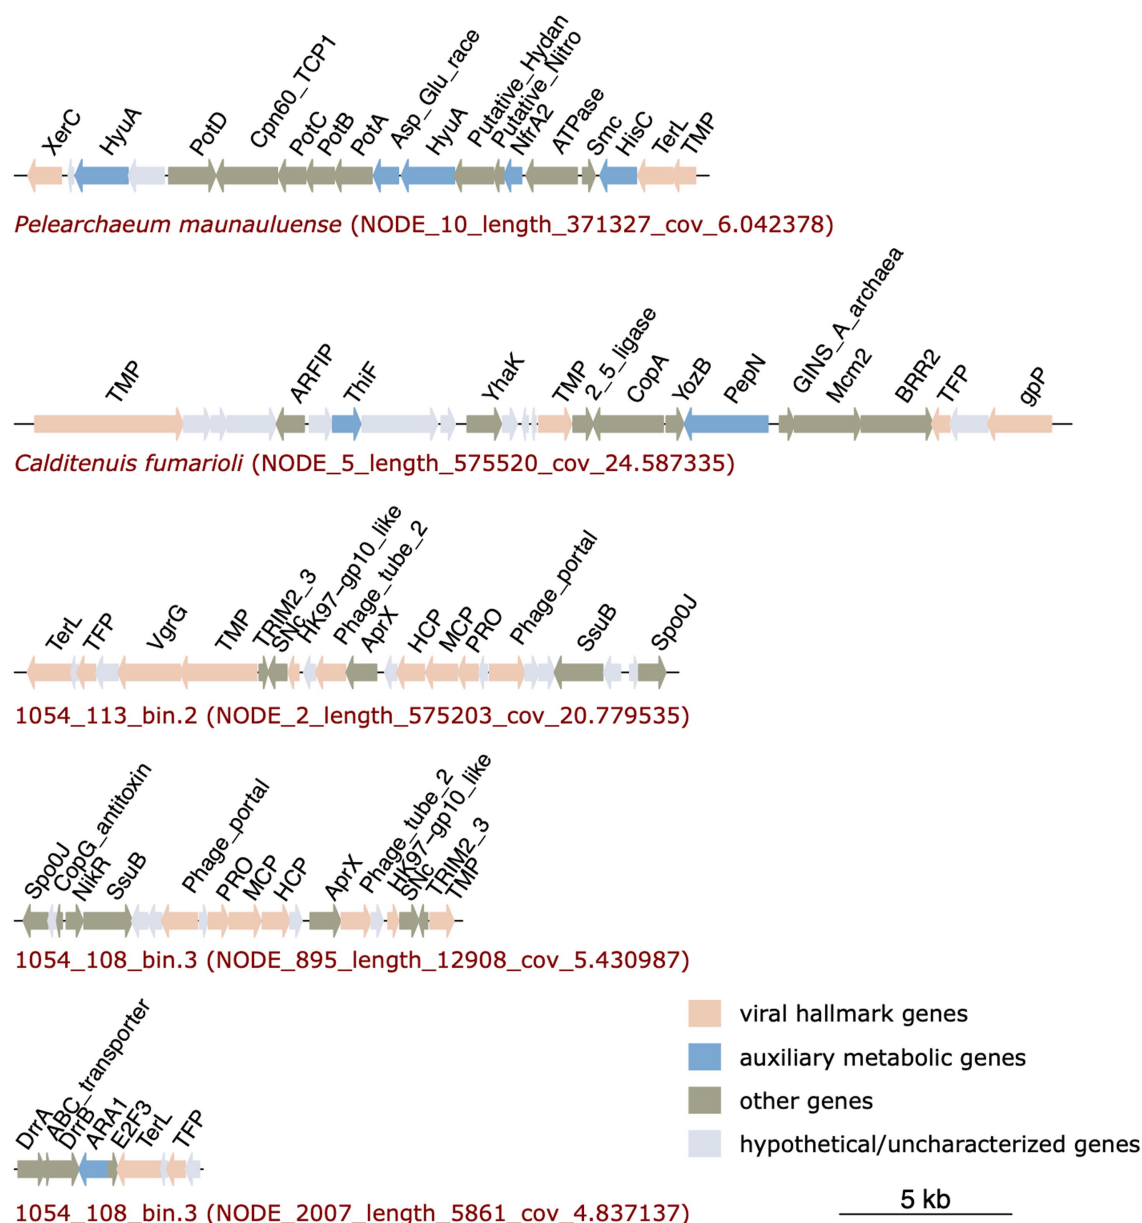 XerC HyuA PotD Cpn60_TCP1 PotC PotB PotA Asp_Glu_race HyuA Putative_Hydan Putative_Nitro NfrA2 ATPase Smc HisC TerL TMP
Pelearchaeum maunauluense (NODE_10_length_371327_cov_6.042378)
TMP ARFIP ThiF YhaK TMP 2_5_ligase CopA YozB PepN GINS_A_archaea Mcm2 BRR2 TFP gpP
Calditenuis fumarioli (NODE_5_length_575520_cov_24.587335)
TerL TFP VgrG TMP TRIM2_3 SNc HK97-gp10_like Phage_tube_2 AprX HCP MCP PRO Phage_portal SsuB Spo0J
1054_113_bin.2 (NODE_2_length_575203_cov_20.779535)
Spo0J CopG_antitoxin NikR SsuB Phage_portal PRO MCP HCP AprX Phage_tube_2 HK97-gp10_like SNc TRIM2_3 TMP
1054_108_bin.3 (NODE_895_length_12908_cov_5.430987)
DrrA ABC_transporter DrrB ARA1 E2F3 TerL TFP
1054_108_bin.3 (NODE_2007_length_5861_cov_4.837137)
viral hallmark genes
auxiliary metabolic genes
other genes
hypothetical/uncharacterized genes
5 kb